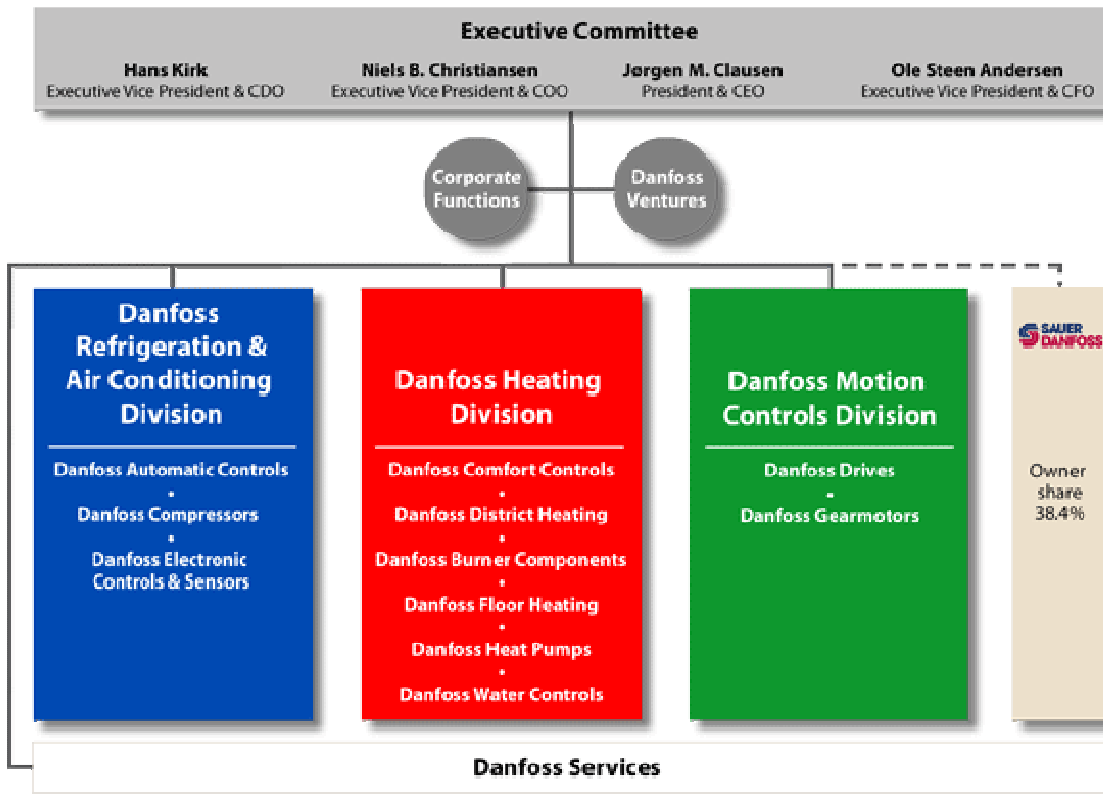 Executive Committee
Hans Kirk
Executive Vice President & CDO
Niels B. Christiansen
Executive Vice President & COO
Jørgen M. Clausen
President & CEO
Ole Steen Andersen
Executive Vice President & CFO
Corporate
Functions
Danfoss
Ventures
Danfoss
Refrigeration &
Air Conditioning
Division
Danfoss Automatic Controls
Danfoss Compressors
Danfoss Electronic
Controls & Sensors
Danfoss Heating
Division
Danfoss Comfort Controls
Danfoss District Heating
Danfoss Burner Components
Danfoss Floor Heating
Danfoss Heat Pumps
Danfoss Water Controls
Danfoss Motion
Controls Division
Danfoss Drives
Danfoss Gearmotors
SAUER
DANFOSS
Owner
share
38.4%
Danfoss Services